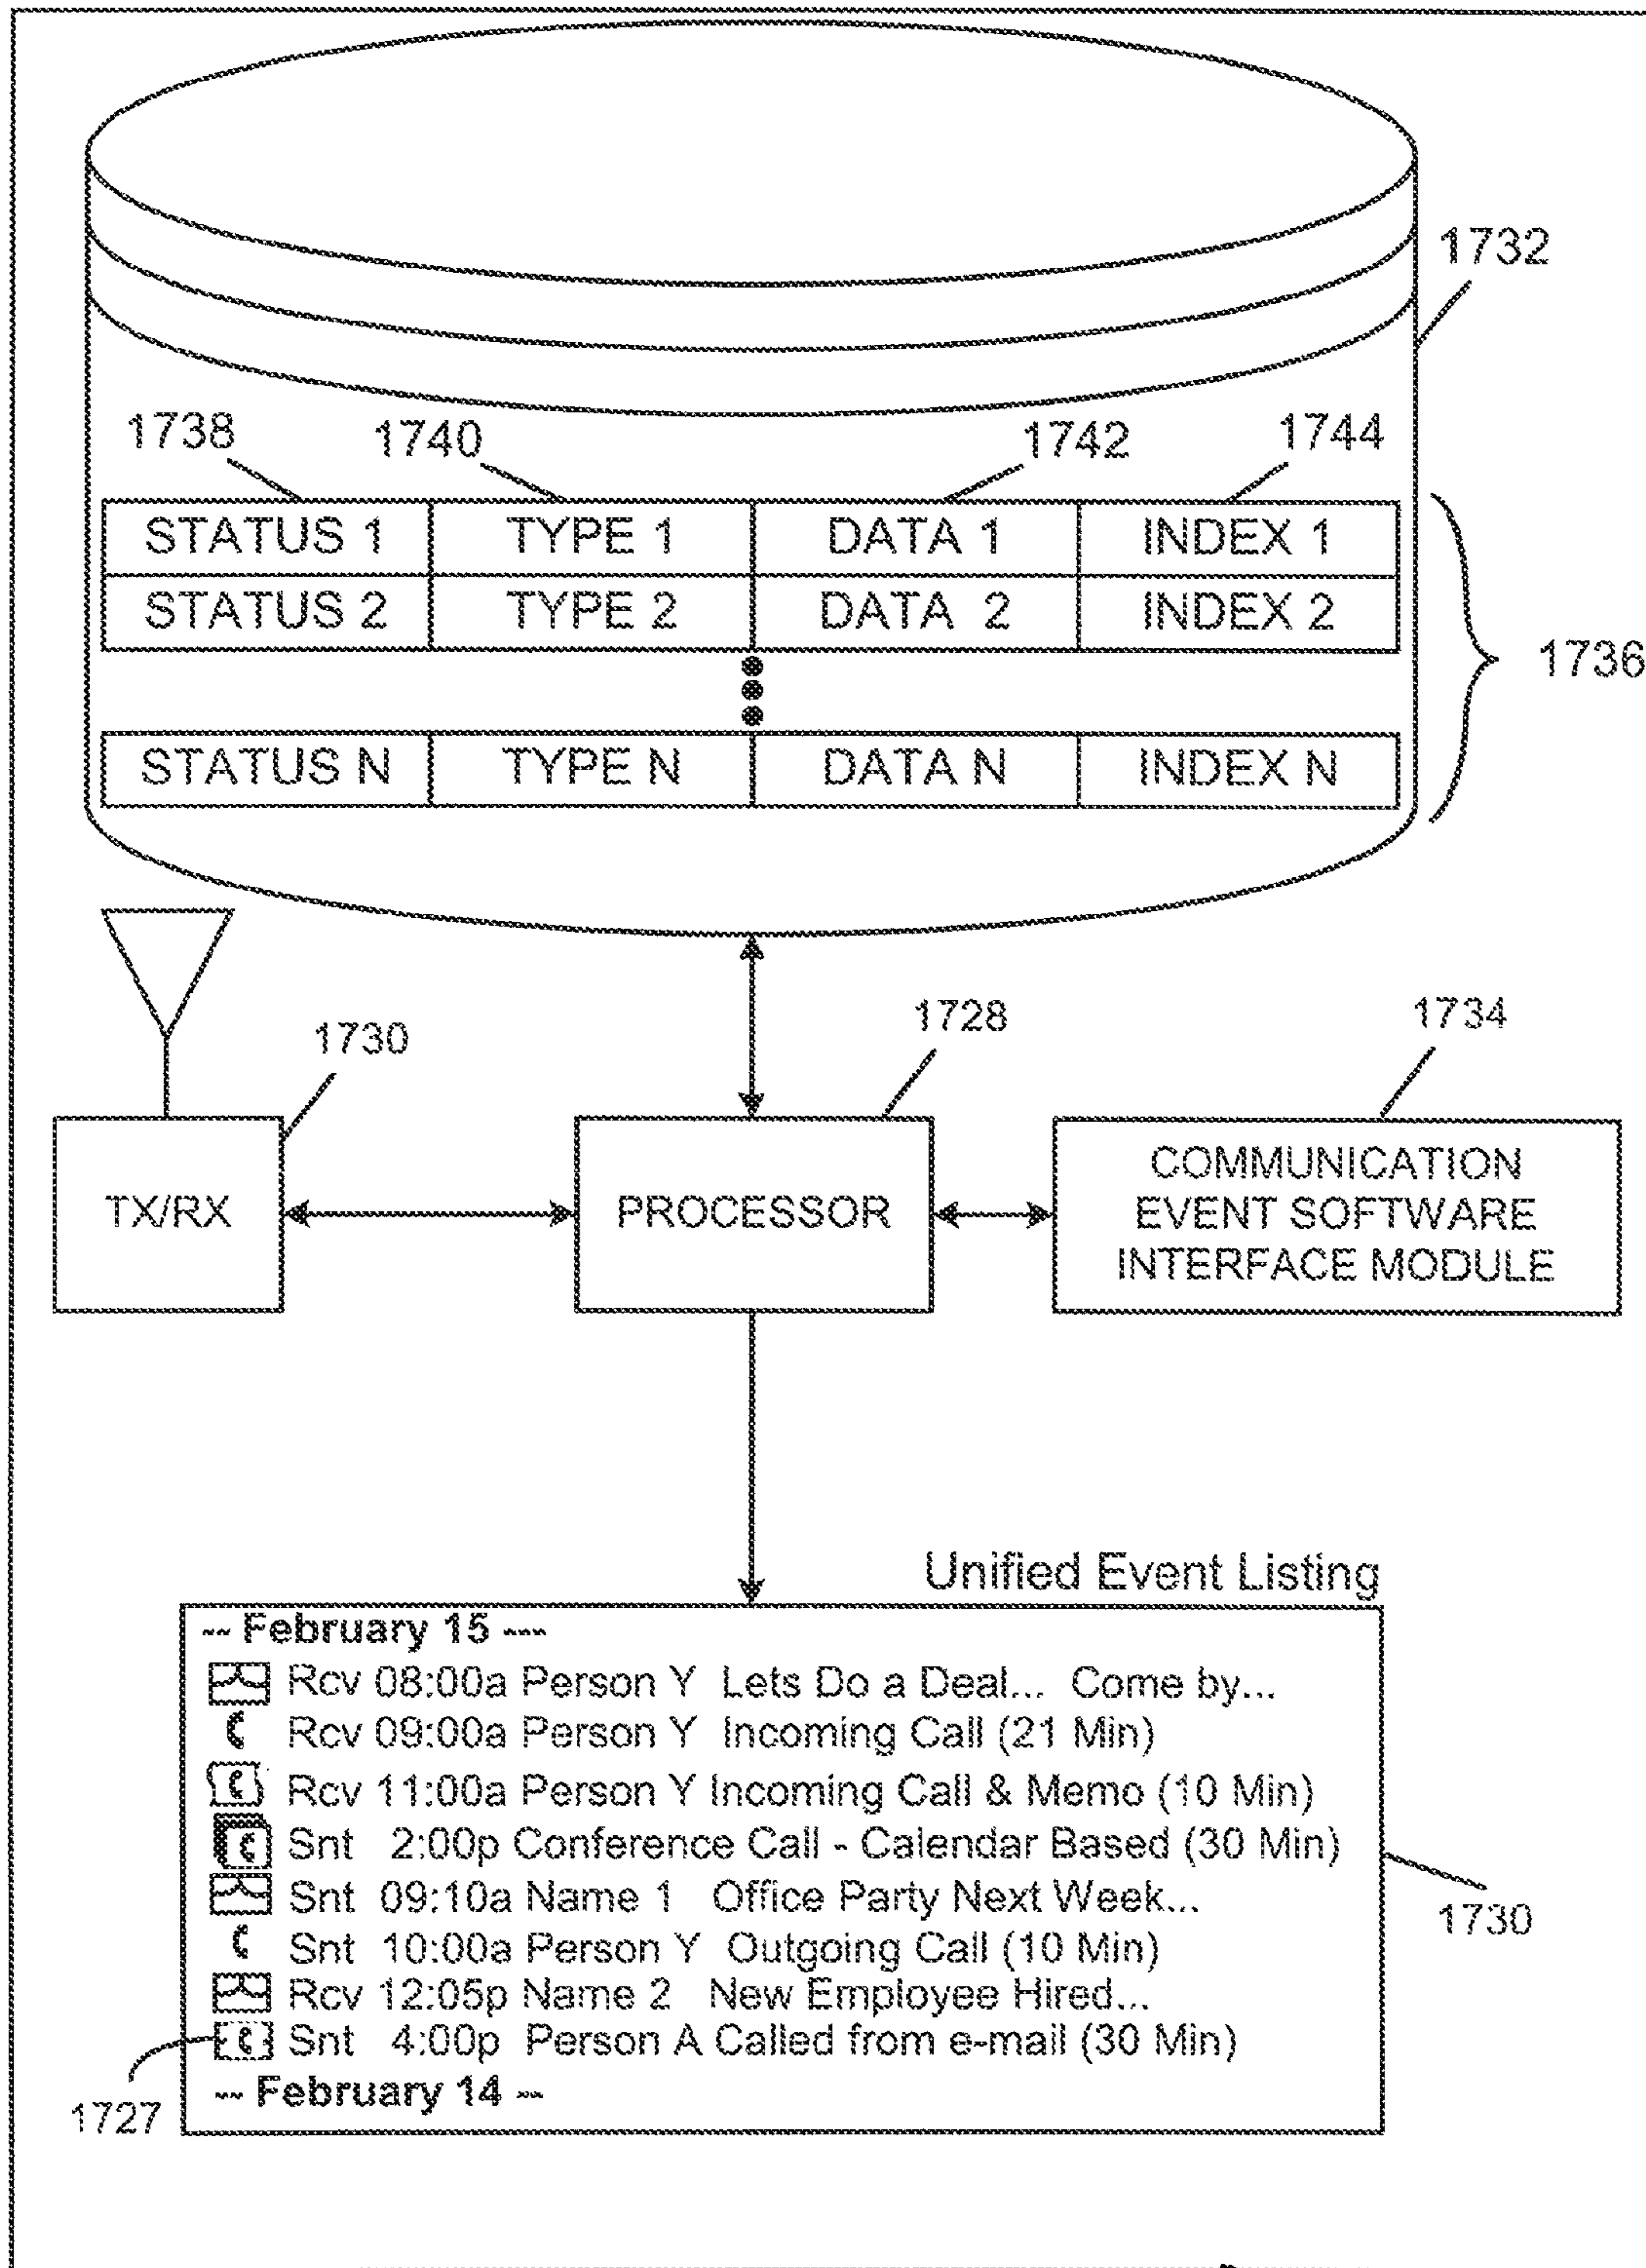 1732
1738 1740 1742 1744
STATUS 1 TYPE 1 DATA 1 INDEX 1
STATUS 2 TYPE 2 DATA 2 INDEX 2
1736
STATUS N TYPE N DATA N INDEX N
1730 1728 1734
TX/RX
PROCESSOR
COMMUNICATION
EVENT SOFTWARE
INTERFACE MODULE
Unified Event Listing
-- February 15 ---
Rcv 08:00a Person Y Lets Do a Deal... Come by...
Rcv 09:00a Person Y Incoming Call (21 Min)
Rcv 11:00a Person Y Incoming Call & Memo (10 Min)
Snt 2:00p Conference Call - Calendar Based (30 Min)
Snt 09:10a Name 1 Office Party Next Week...
Snt 10:00a Person Y Outgoing Call (10 Min)
Rcv 12:05p Name 2 New Employee Hired...
Snt 4:00p Person A Called from e-mail (30 Min)
-- February 14 --
1730
1727